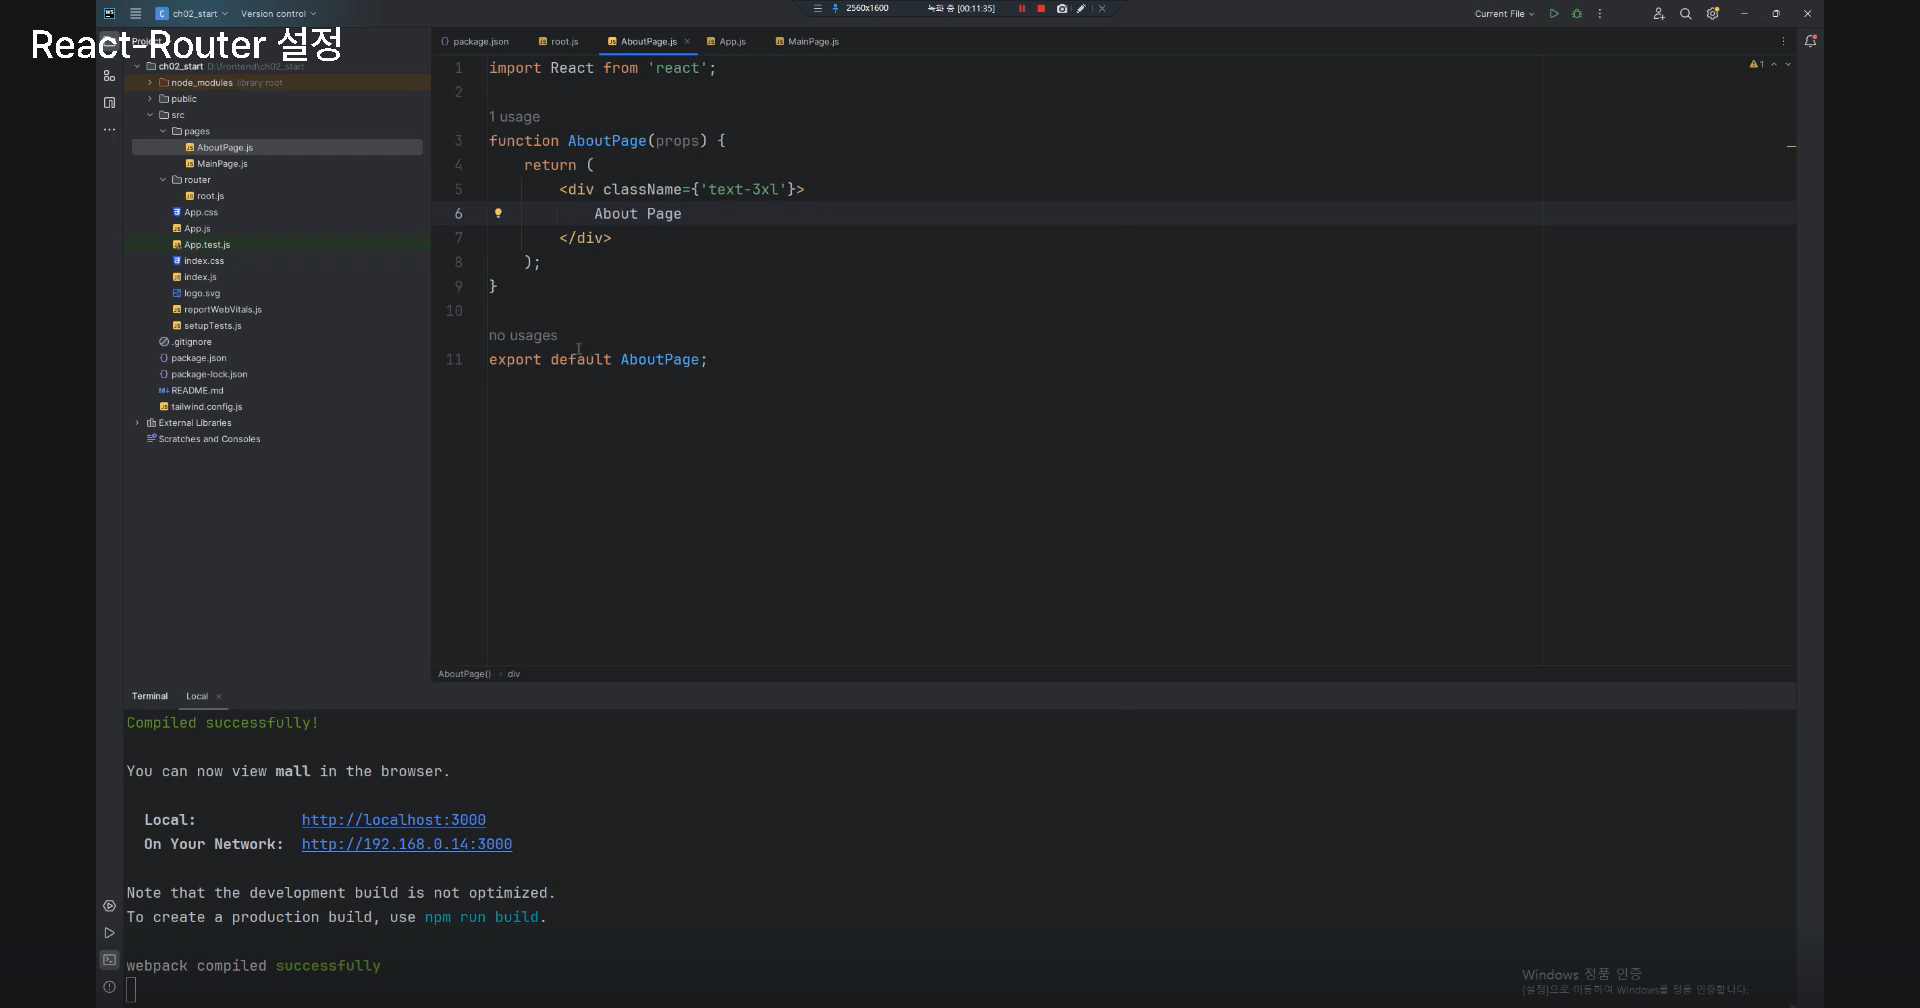 React-Router 설정
ch02_start
Version control
2560x1600
녹화 중 [00:11:35]
Current File
Project
package.json
root.js
AboutPage.js
App.js
MainPage.js
ch02_start D:\frontend\ch02_start
node_modules library root
public
src
pages
AboutPage.js
MainPage.js
router
root.js
App.css
App.js
App.test.js
index.css
index.js
logo.svg
reportWebVitals.js
setupTests.js
.gitignore
package.json
package-lock.json
README.md
tailwind.config.js
External Libraries
Scratches and Consoles
1 import React from 'react';
2
1 usage
3 function AboutPage(props) {
4 return (
5 <div className={'text-3xl'}>
6 About Page
7 </div>
8 );
9 }
10
no usages
11 export default AboutPage;
1
AboutPage() › div
Terminal Local
Compiled successfully!
You can now view mall in the browser.
Local: http://localhost:3000
On Your Network: http://192.168.0.14:3000
Note that the development build is not optimized.
To create a production build, use npm run build.
webpack compiled successfully
Windows 정품 인증
[설정]으로 이동하여 Windows를 정품 인증합니다.